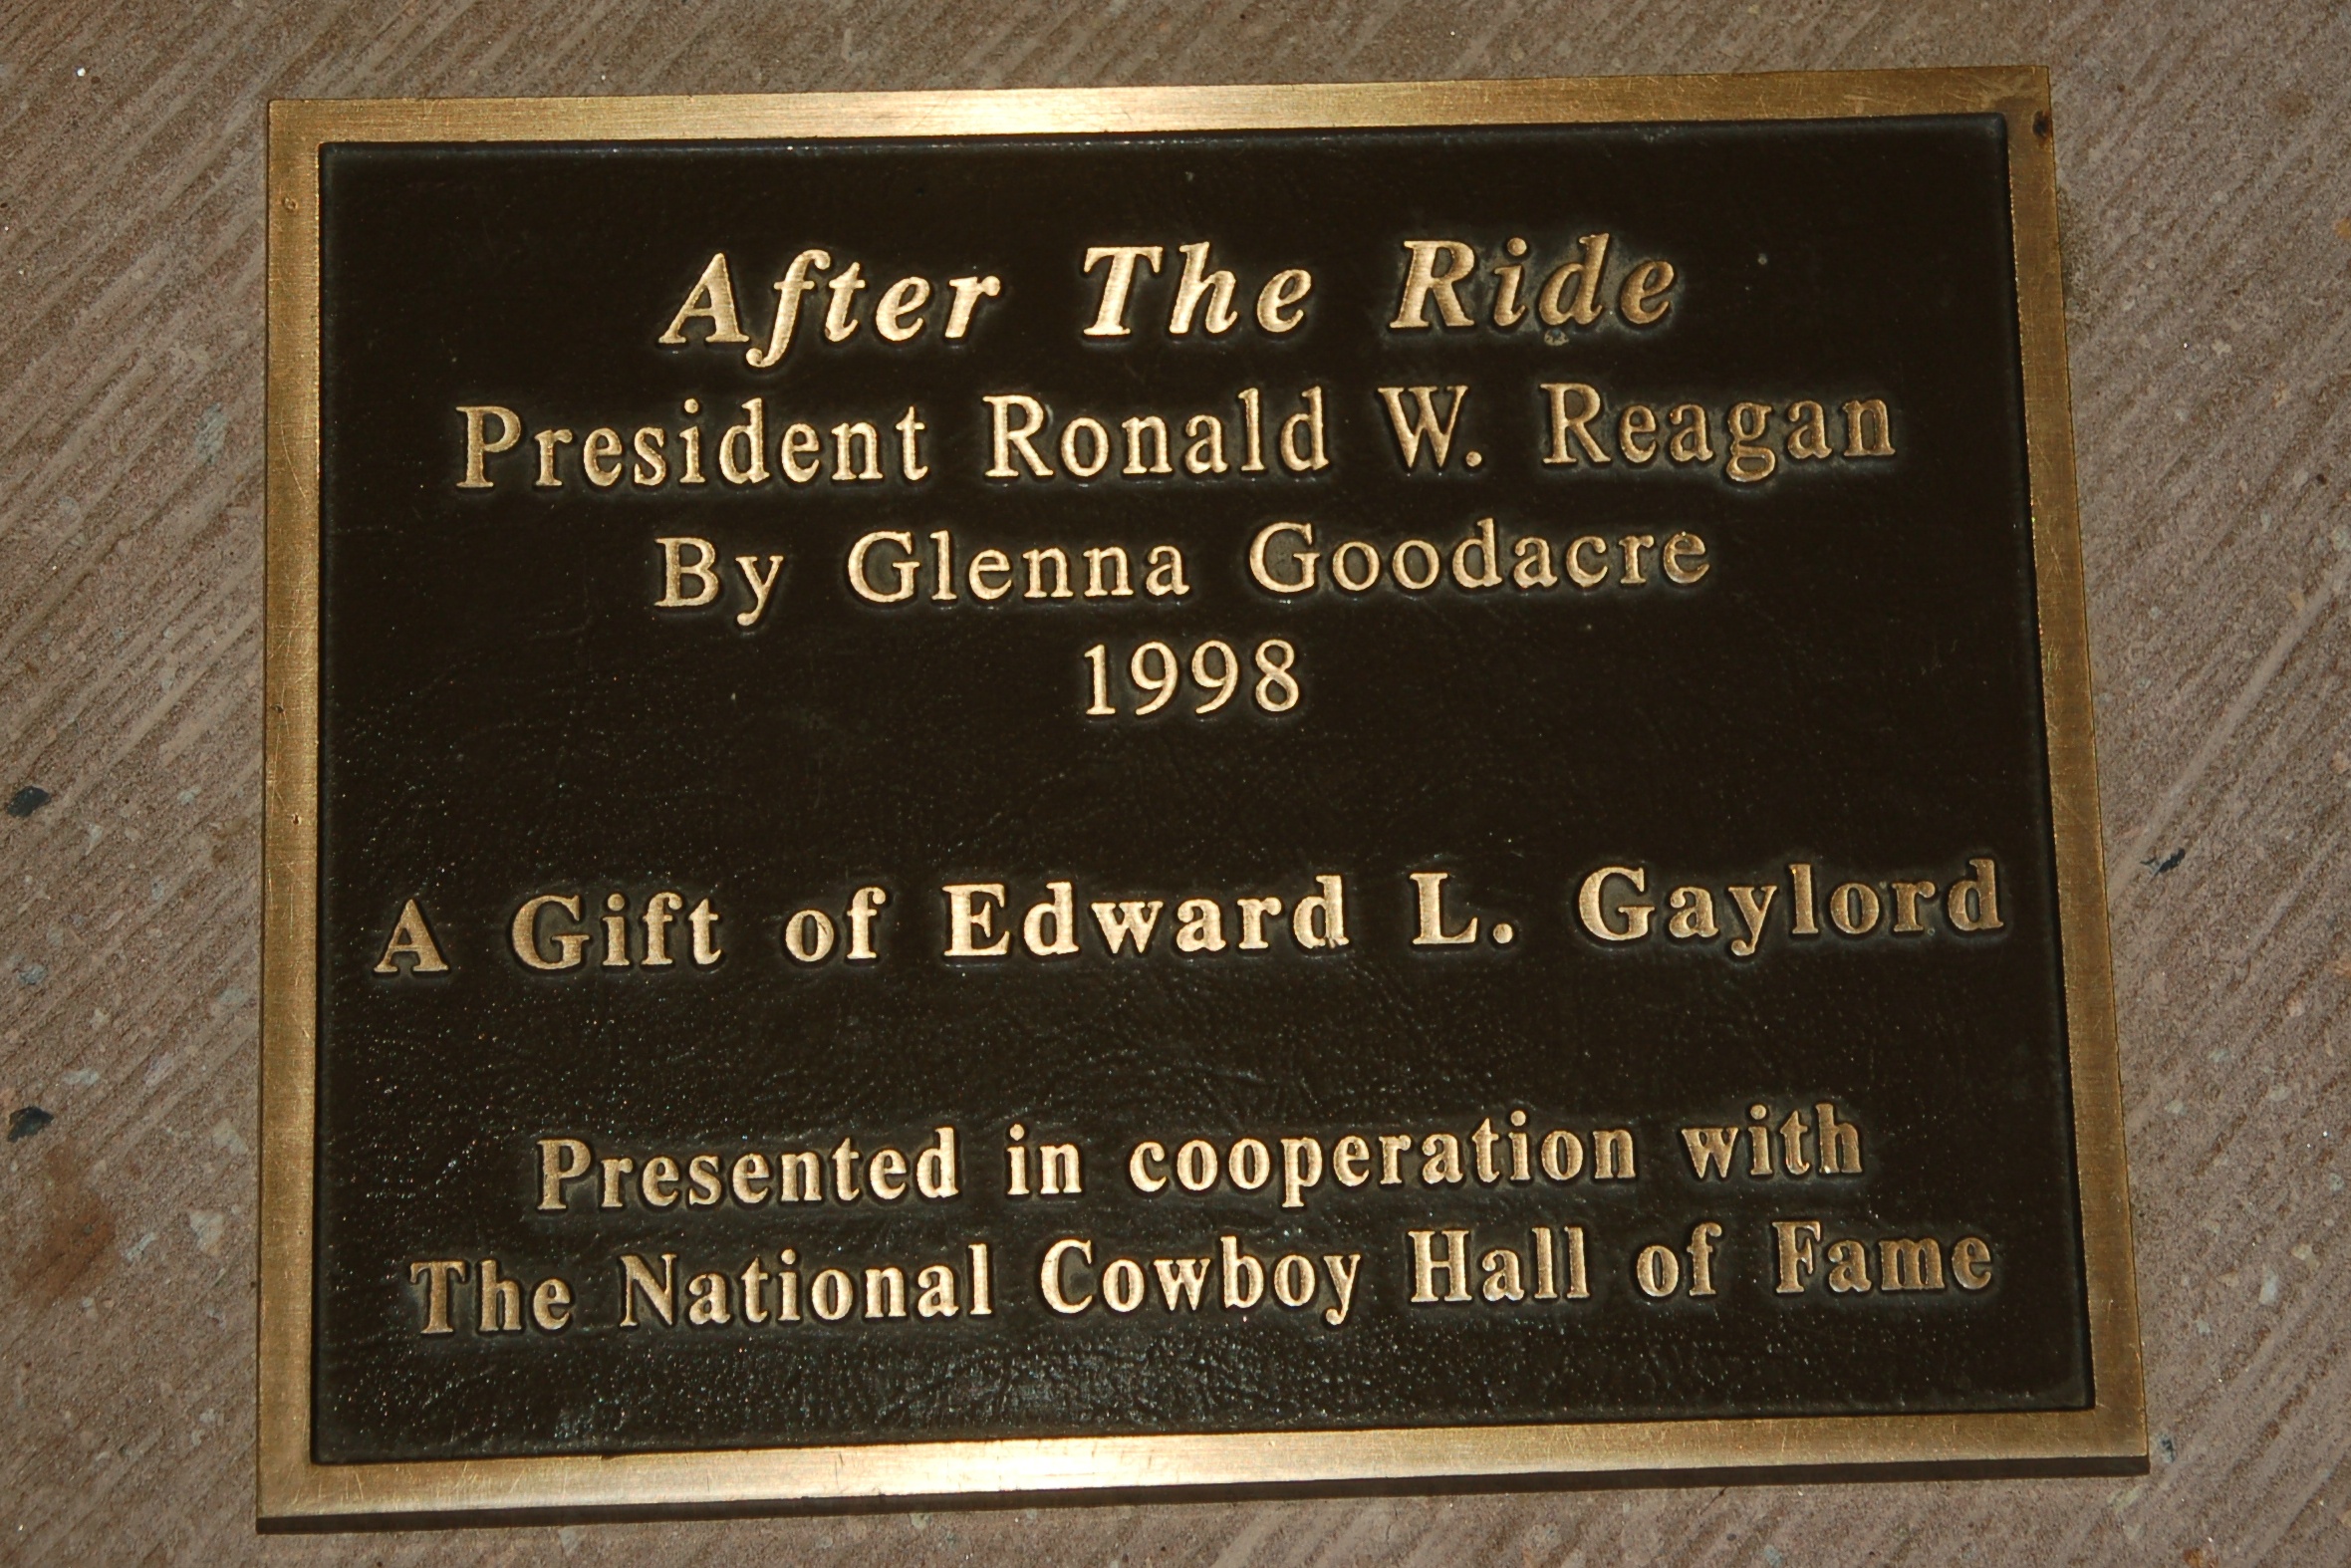 After The Ride
President Ronald W. Reagan
By Glenna Goodacre
1998
A Gift of Edward L. Gaylord
Presented in cooperation with
The National Cowboy Hall of Fame